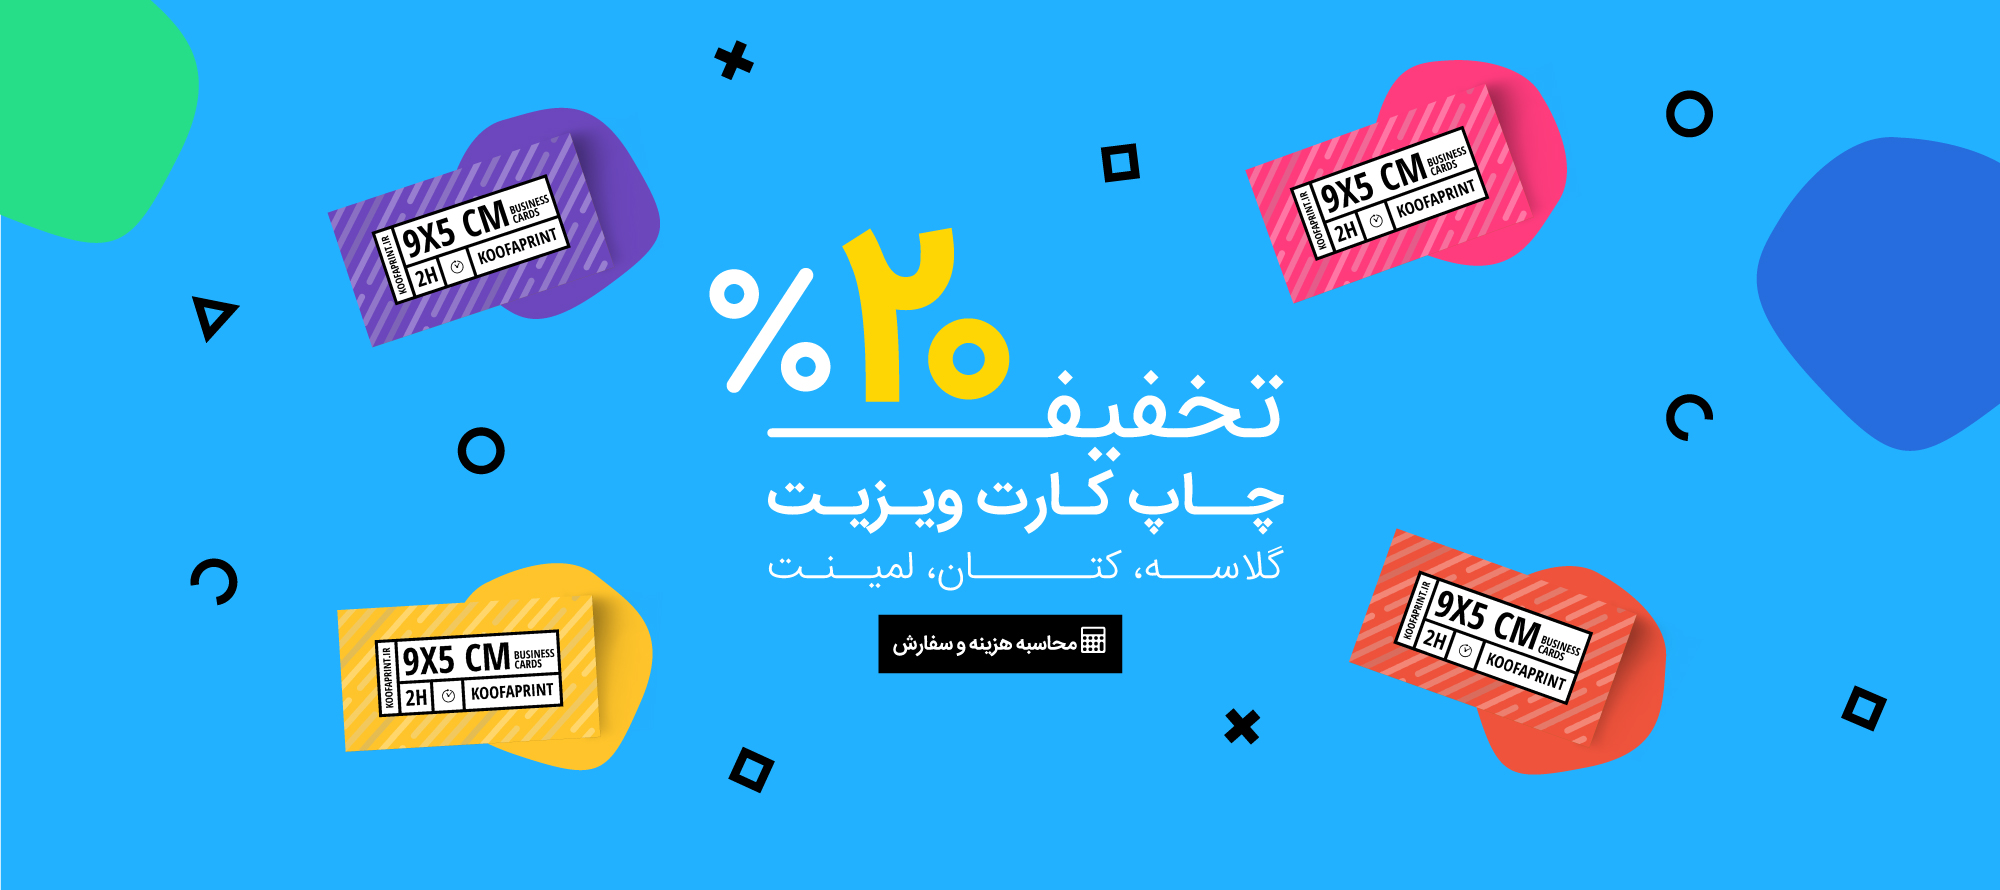 KOOFAPRINT.IR
9X5 CM
BUSINESS
CARDS
2H
KOOFAPRINT
KOOFAPRINT.IR
9X5 CM
BUSINESS
CARDS
2H
KOOFAPRINT
۲۰%
تخفیف
چاپ کارت ویزیت
گلاسه، کتان، لمینت
محاسبه هزینه و سفارش
KOOFAPRINT.IR
9X5 CM
BUSINESS
CARDS
2H
KOOFAPRINT
KOOFAPRINT.IR
9X5 CM
BUSINESS
CARDS
2H
KOOFAPRINT